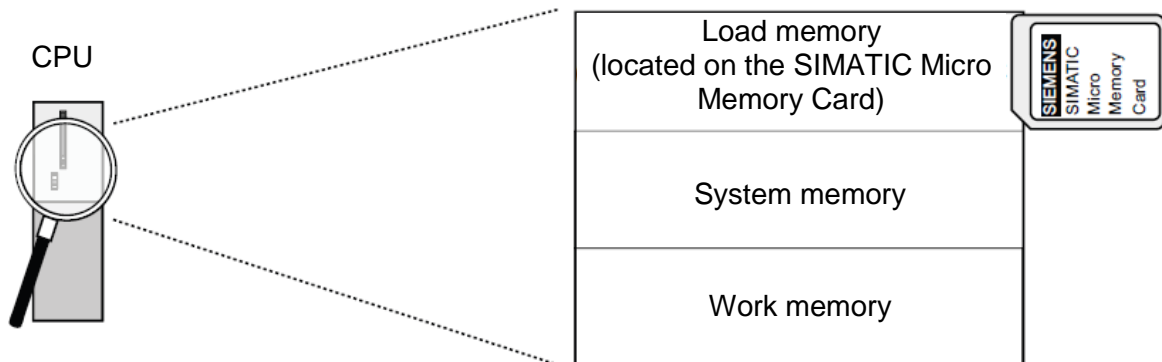 CPU
Load memory
(located on the SIMATIC Micro
Memory Card)
SIEMENS
SIMATIC
Micro
Memory
Card
System memory
Work memory